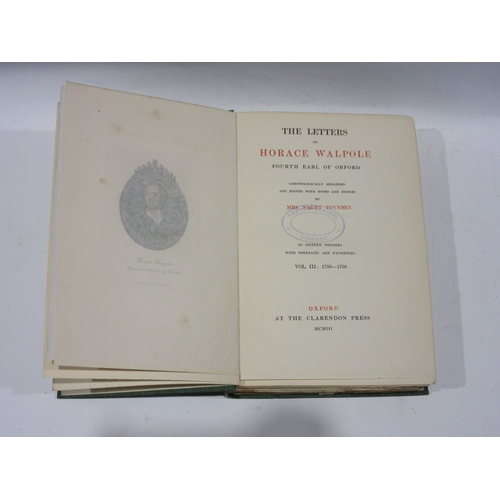 Horace Walpole
THE LETTERS
OF
HORACE WALPOLE
FOURTH EARL OF ORFORD
CHRONOLOGICALLY ARRANGED
AND EDITED WITH NOTES AND INDICES
BY
MRS. PAGET TOYNBEE
IN SIXTEEN VOLUMES
WITH PORTRAITS AND FACSIMILES
VOL. III: 1750—1756
OXFORD
AT THE CLARENDON PRESS
MCMIII